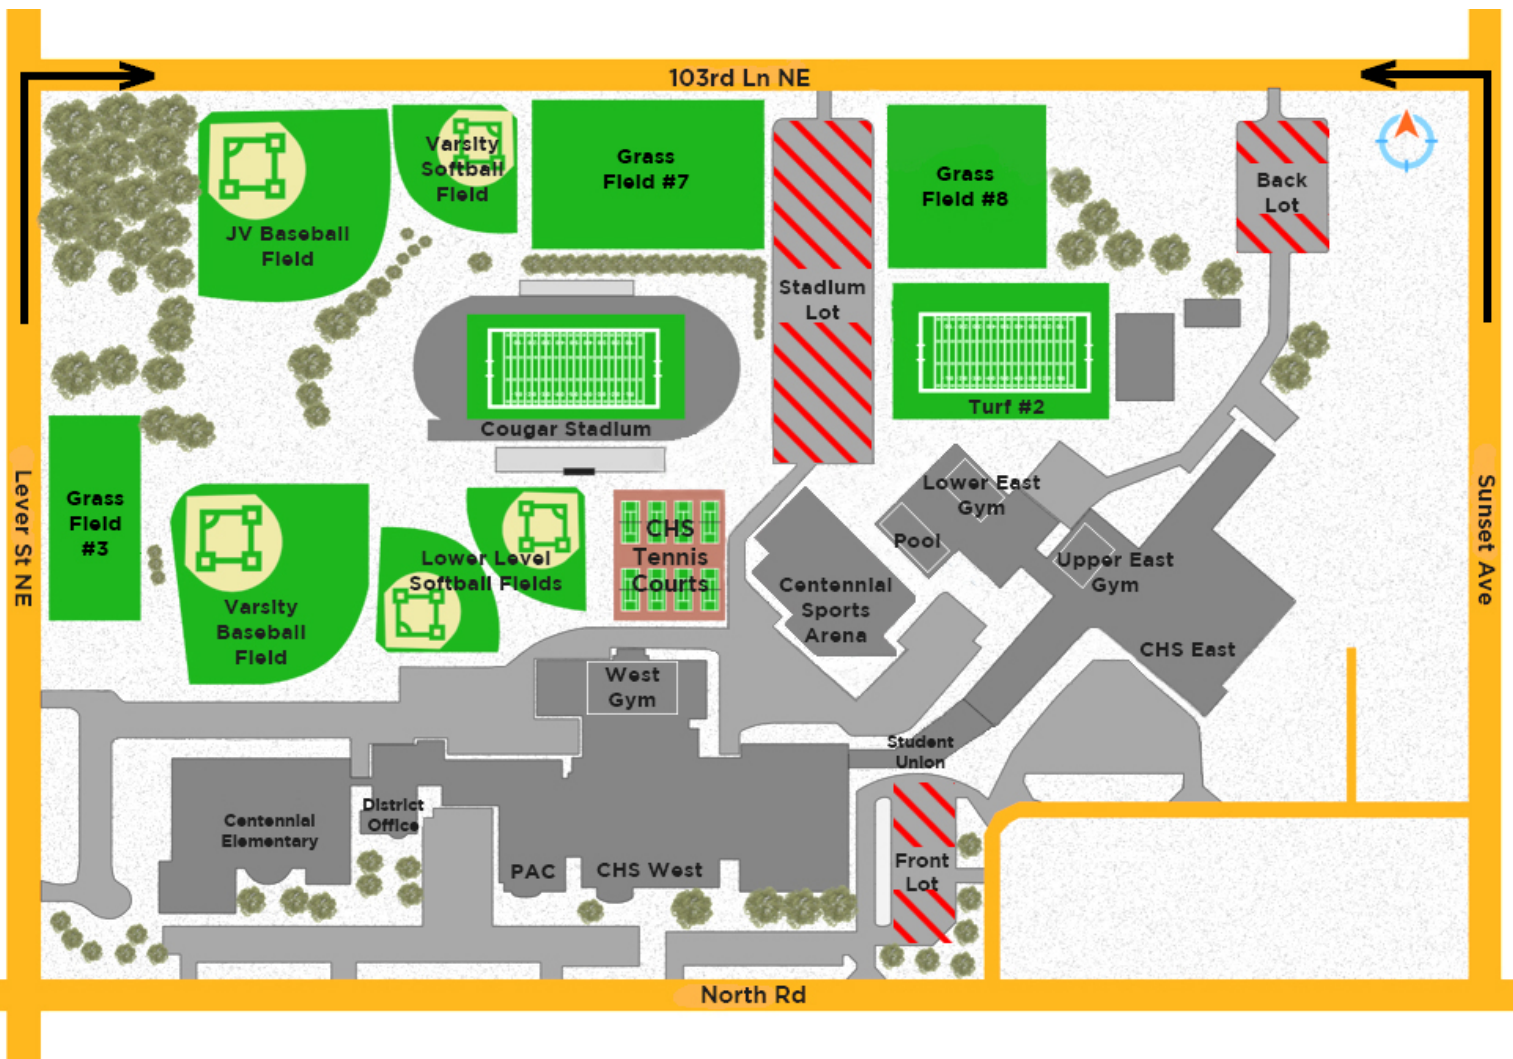 103rd Ln NE
Varsity
Softball
Field
Grass
Field #7
Grass
Field #8
Back
Lot
JV Baseball
Field
Stadium
Lot
Turf #2
Cougar Stadium
Lever St NE
Grass
Field
#3
Lower East
Gym
Sunset Ave
CHS
Tennis
Courts
Pool
Lower Level
Softball Fields
Upper East
Gym
Centennial
Sports
Arena
Varsity
Baseball
Field
CHS East
West
Gym
Student
Union
District
Office
Centennial
Elementary
PAC
CHS West
Front
Lot
North Rd